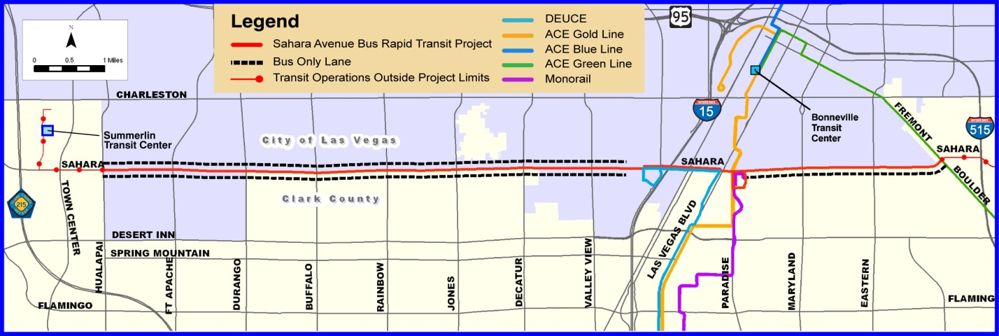 N
0 0.5 1 Miles
Legend
Sahara Avenue Bus Rapid Transit Project
Bus Only Lane
Transit Operations Outside Project Limits
DEUCE
ACE Gold Line
ACE Blue Line
ACE Green Line
Monorail
95
CHARLESTON
INTERSTATE
15
Bonneville
Transit
Center
FREMONT
INTERSTATE
515
Summerlin
Transit Center
City of Las Vegas
SAHARA
SAHARA
SAHARA
Clark County
215
TOWN CENTER
BOULDER
LAS VEGAS BLVD
DESERT INN
SPRING MOUNTAIN
HUALAPAI
FT APACHE
DURANGO
BUFFALO
RAINBOW
JONES
DECATUR
VALLEY VIEW
PARADISE
MARYLAND
EASTERN
FLAMINGO
FLAMING